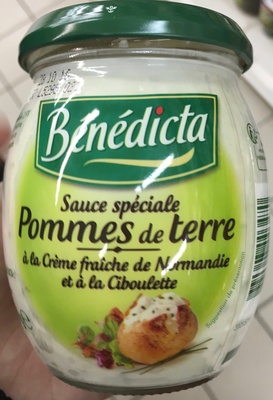 Bénédicta
Sauce spéciale
Pommes de terre
à la Crème fraîche de Normandie
et à la Ciboulette